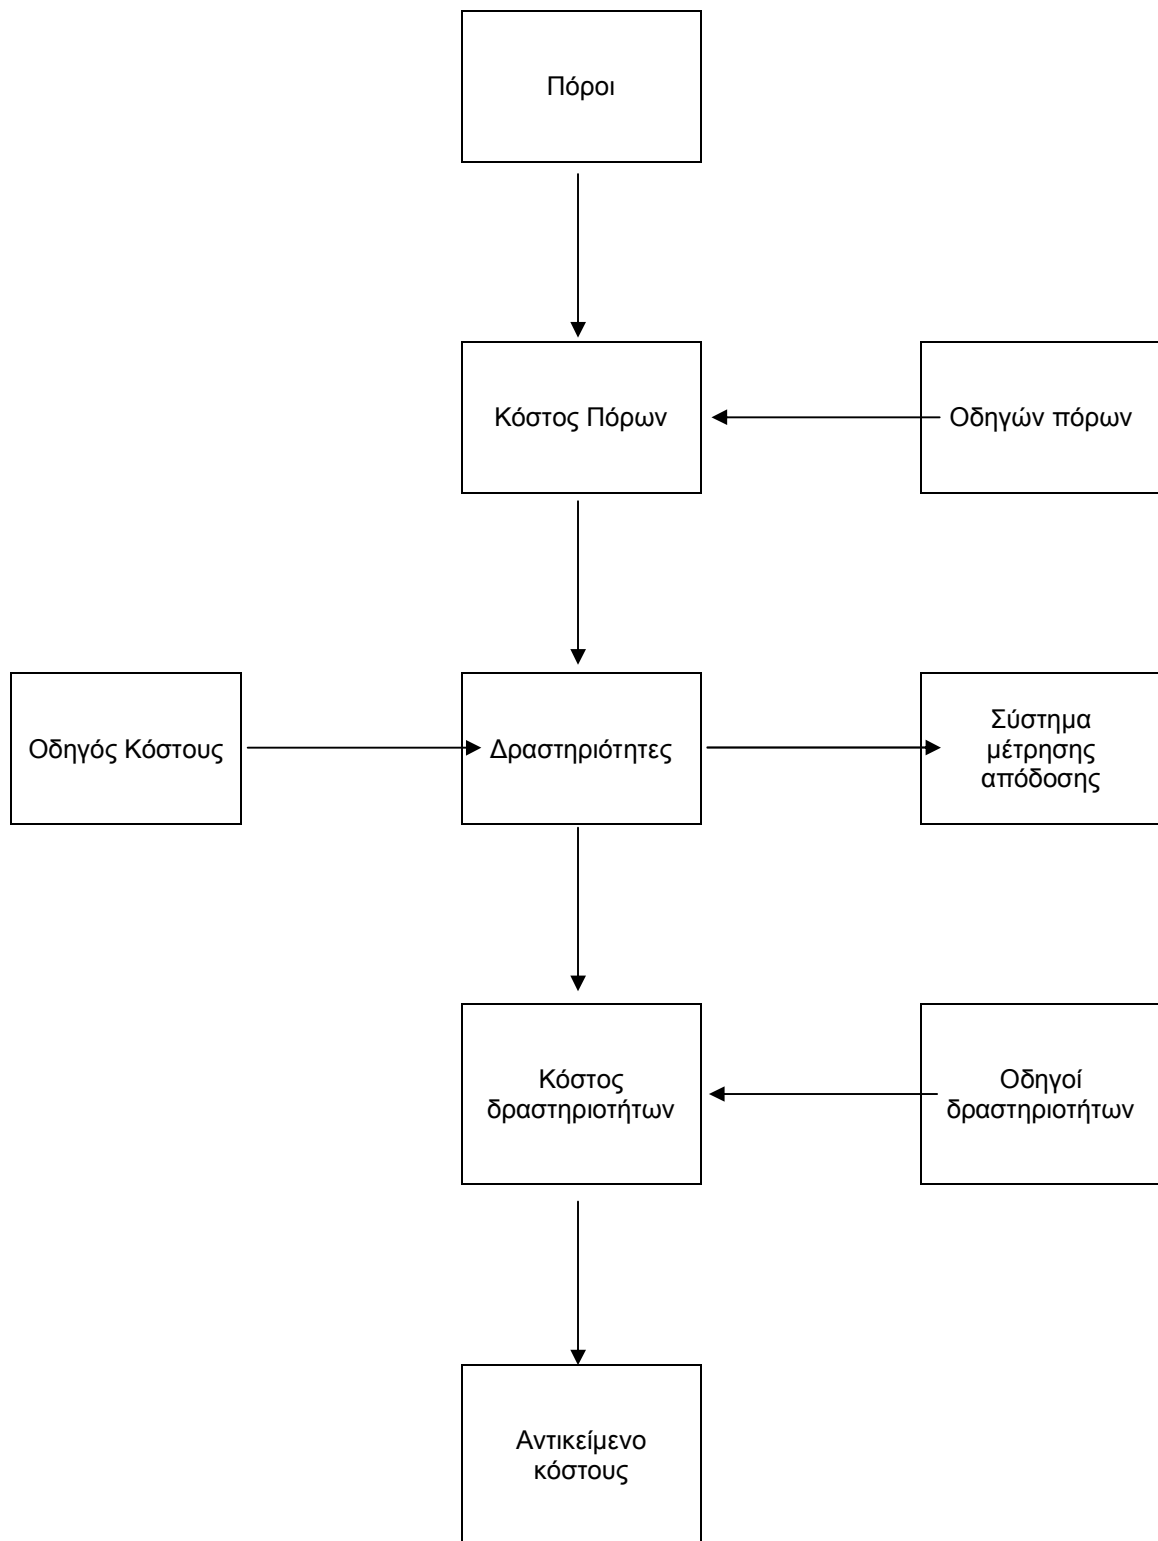 Πόροι
Κόστος Πόρων
Οδηγών πόρων
Οδηγός Κόστους
Δραστηριότητες
Σύστημα
μέτρησης
απόδοσης
Κόστος
δραστηριοτήτων
Οδηγοί
δραστηριοτήτων
Αντικείμενο
κόστους